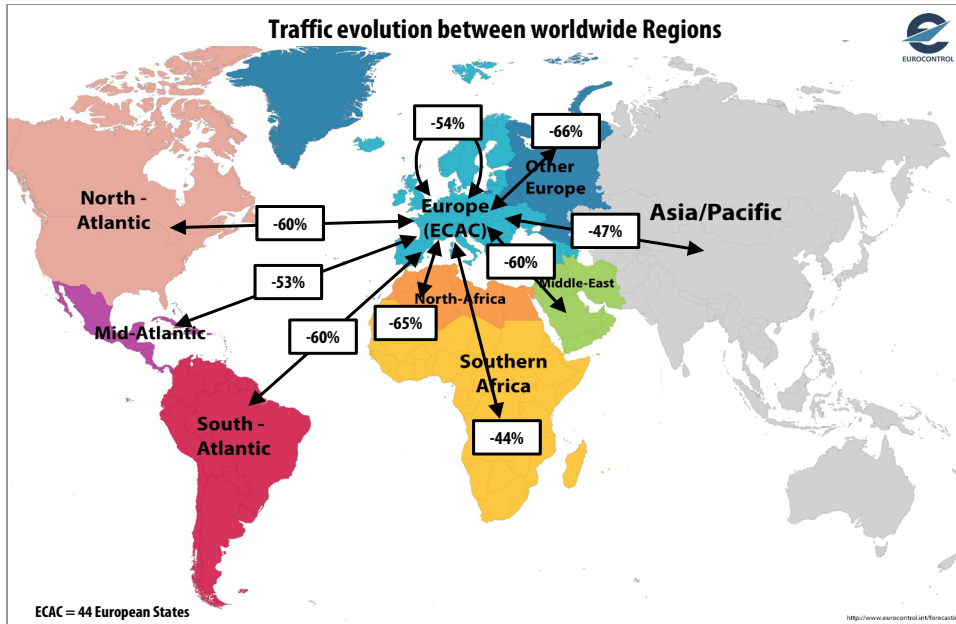 Traffic evolution between worldwide Regions
EUROCONTROL
-54%
-66%
Other
Europe
North -
Atlantic
-60%
Europe
(ECAC)
-47%
Asia/Pacific
-53%
-60%
Middle-East
North-Africa
Mid-Atlantic-
-60%
-65%
Southern
Africa
South -
Atlantic
-44%
ECAC = 44 European States
http://www.eurocontrol.int/forecastin